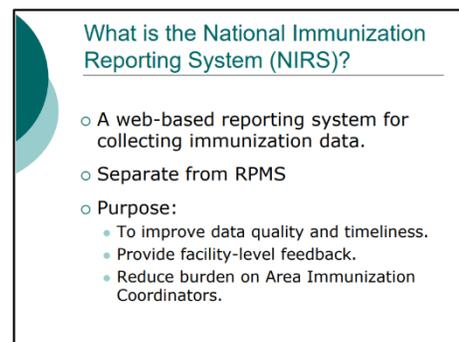 What is the National Immunization
Reporting System (NIRS)?
A web-based reporting system for
collecting immunization data.
Separate from RPMS
Purpose:
To improve data quality and timeliness.
Provide facility-level feedback.
Reduce burden on Area Immunization
Coordinators.